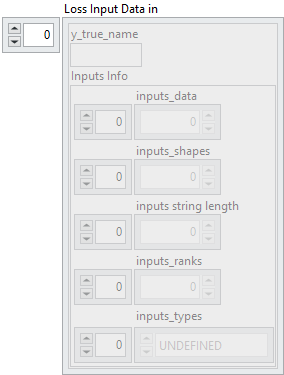 Loss Input Data in
0
y_true_name
Inputs Info
inputs_data
0 0
inputs_shapes
0 0
inputs string length
0 0
inputs_ranks
0 0
inputs_types
0 UNDEFINED